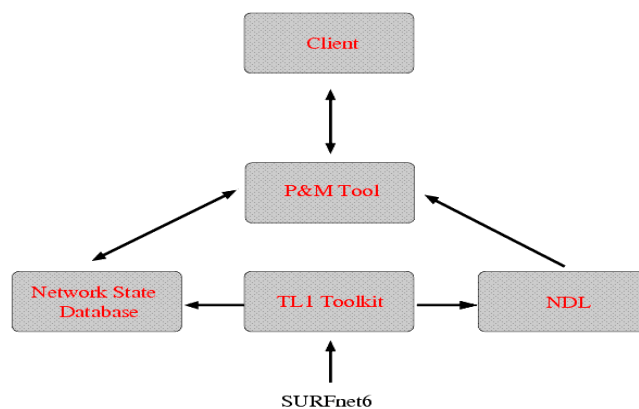 Client
P&M Tool
Network State
Database
TL1 Toolkit
NDL
SURFnet6